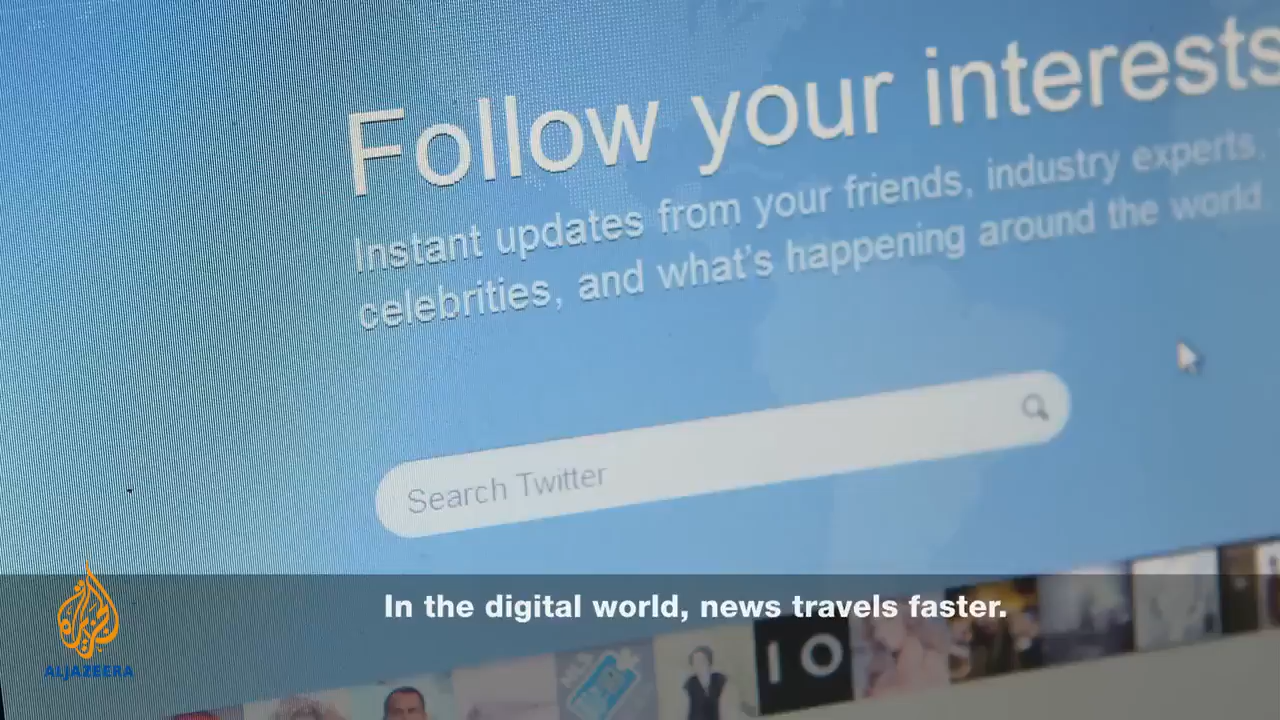 Follow your interests
Instant updates from your friends, industry experts,
celebrities, and what's happening around the world
Search Twitter
In the digital world, news travels faster.
IO
ALJAZEERA